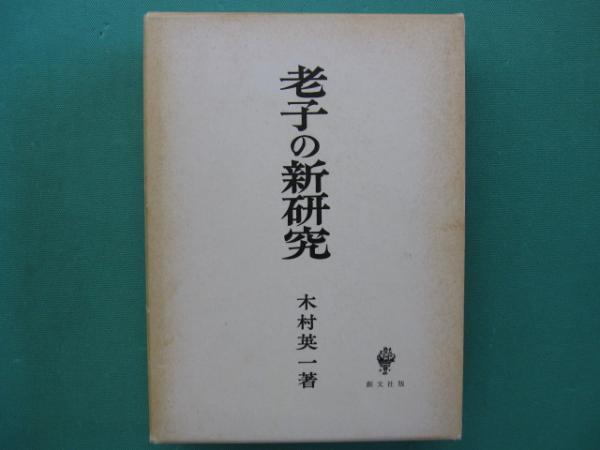 老子の新研究
木村英一著
創文社版